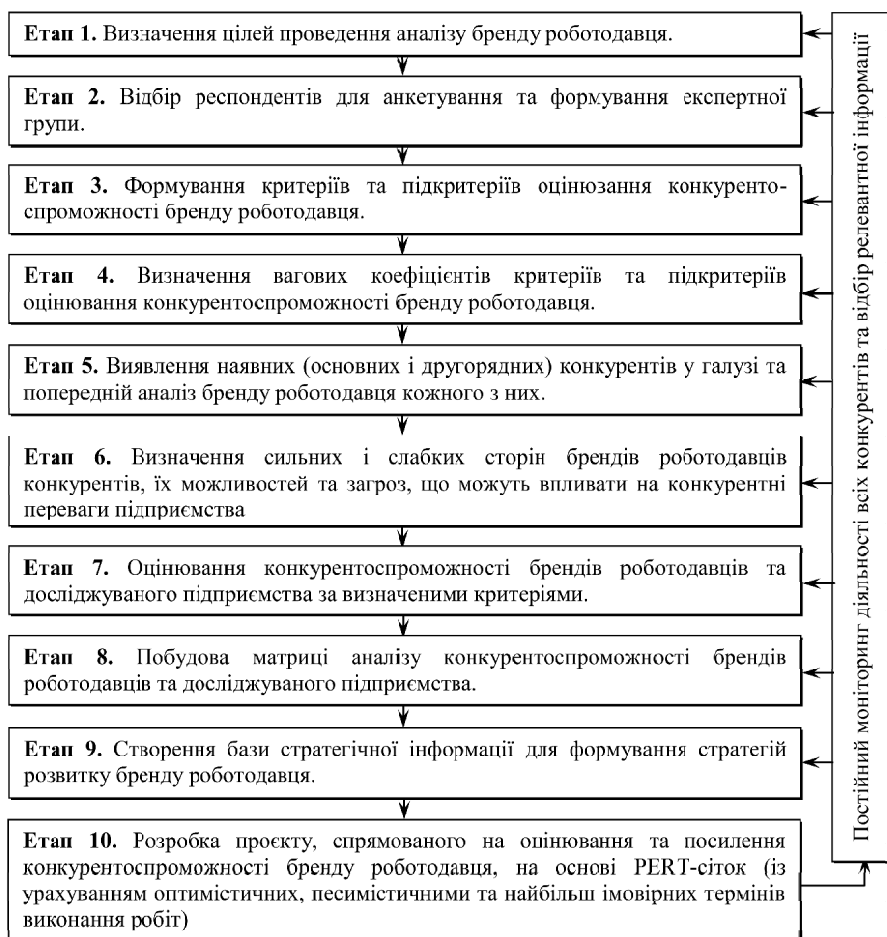 Етап 1. Визначення цілей проведення аналізу бренду роботодавця.
Етап 2. Відбір респондентів для анкетування та формування експертної
групи.
Етап 3. Формування критеріїв та підкритеріїв оцінюзання конкуренто-
спроможності бренду роботодавця.
Етап 4. Визначення вагових коефіцієнтів критеріїв та підкритеріїв
оцінювання конкурентоспроможності бренду роботодавця.
Етап 5. Виявлення наявних (основних і другорядних) конкурентів у галузі та
попередній аналіз бренду роботодавця кожного з них.
Етап 6. Визначення сильних і слабких сторін брендів роботодавців
конкурентів, їх можливостей та загроз, що можуть впливати на конкурентні
переваги підприємства
Етап 7. Оцінювання конкурентоспроможності брендів роботодавців та
досліджуваного підприємства за визначеними критеріями.
Етап 8. Побудова матриці аналізу конкурентоспроможності брендів
роботодавців та досліджуваного підприємства.
Етап 9. Створення бази стратегічної інформації для формування стратегій
розвитку бренду роботодавця.
Етап 10. Розробка проєкту, спрямованого на оцінювання та посилення
конкурентоспроможності бренду роботодавця, на основі PERT-сіток (із
урахуванням оптимістичних, песимістичними та найбільш імовірних термінів
виконання робіт)
Постійний моніторинг діяльності всіх конкурентів та відбір релевантної інформації